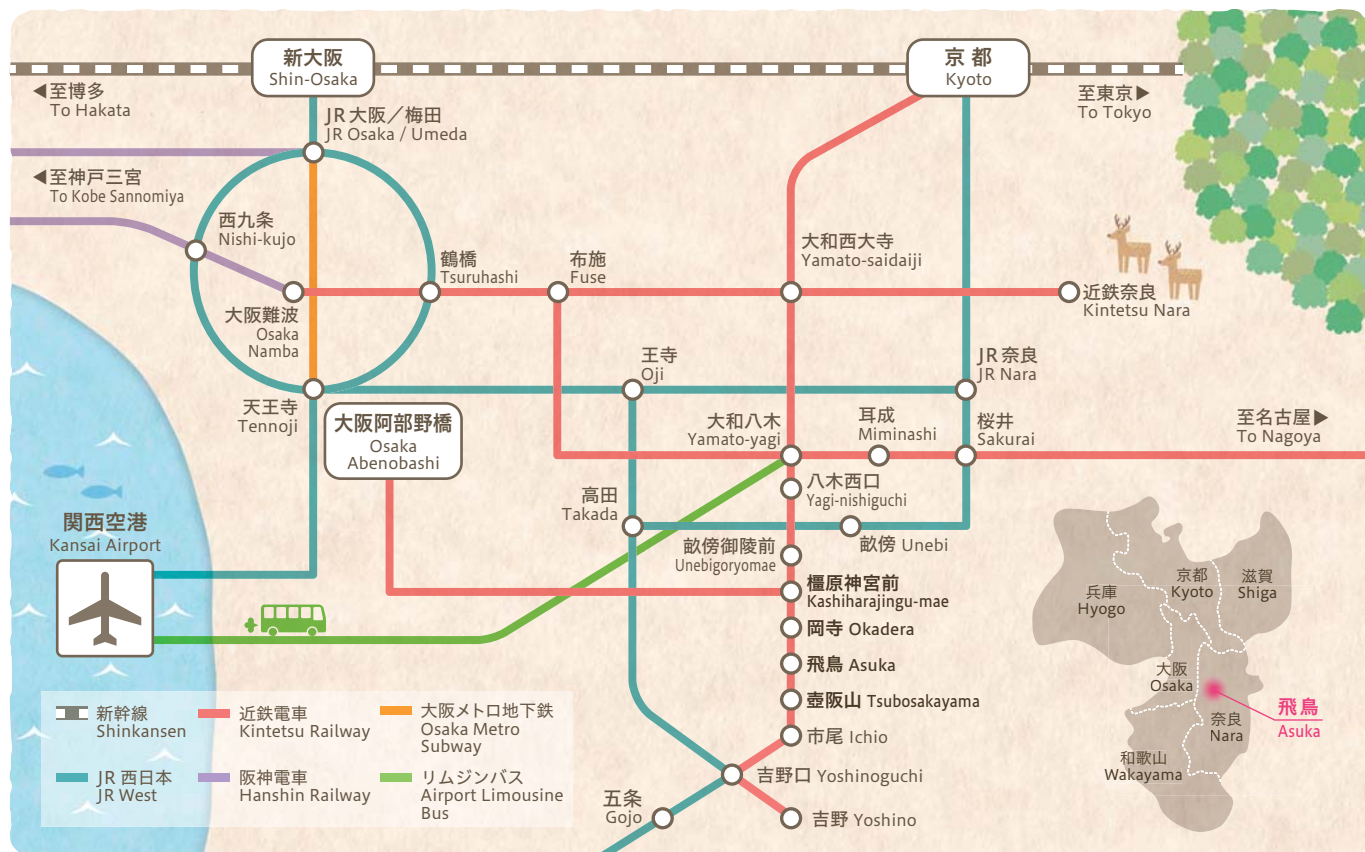 新大阪
Shin-Osaka
京都
Kyoto
◀至博多
To Hakata
至東京▶
To Tokyo
JR 大阪／梅田
JR Osaka / Umeda
◀至神戸三宮
To Kobe Sannomiya
西九条
Nishi-kujo
鶴橋
Tsuruhashi
布施
Fuse
大和西大寺
Yamato-saidaiji
近鉄奈良
Kintetsu Nara
大阪難波
Osaka
Namba
王寺
Oji
JR 奈良
JR Nara
天王寺
Tennoji
大阪阿部野橋
Osaka
Abenobashi
大和八木
Yamato-yagi
耳成
Miminashi
桜井
Sakurai
至名古屋▶
To Nagoya
八木西口
Yagi-nishiguchi
高田
Takada
畝傍 Unebi
畝傍御陵前
Unebigoryomae
関西空港
Kansai Airport
橿原神宮前
Kashiharajingu-mae
岡寺 Okadera
飛鳥 Asuka
壺阪山 Tsubosakayama
市尾 Ichio
吉野口 Yoshinoguchi
五条
Gojo
吉野 Yoshino
新幹線
Shinkansen
近鉄電車
Kintetsu Railway
大阪メトロ地下鉄
Osaka Metro
Subway
JR 西日本
JR West
阪神電車
Hanshin Railway
リムジンバス
Airport Limousine
Bus
兵庫
Hyogo
京都
Kyoto
滋賀
Shiga
大阪
Osaka
奈良
Nara
和歌山
Wakayama
飛鳥
Asuka